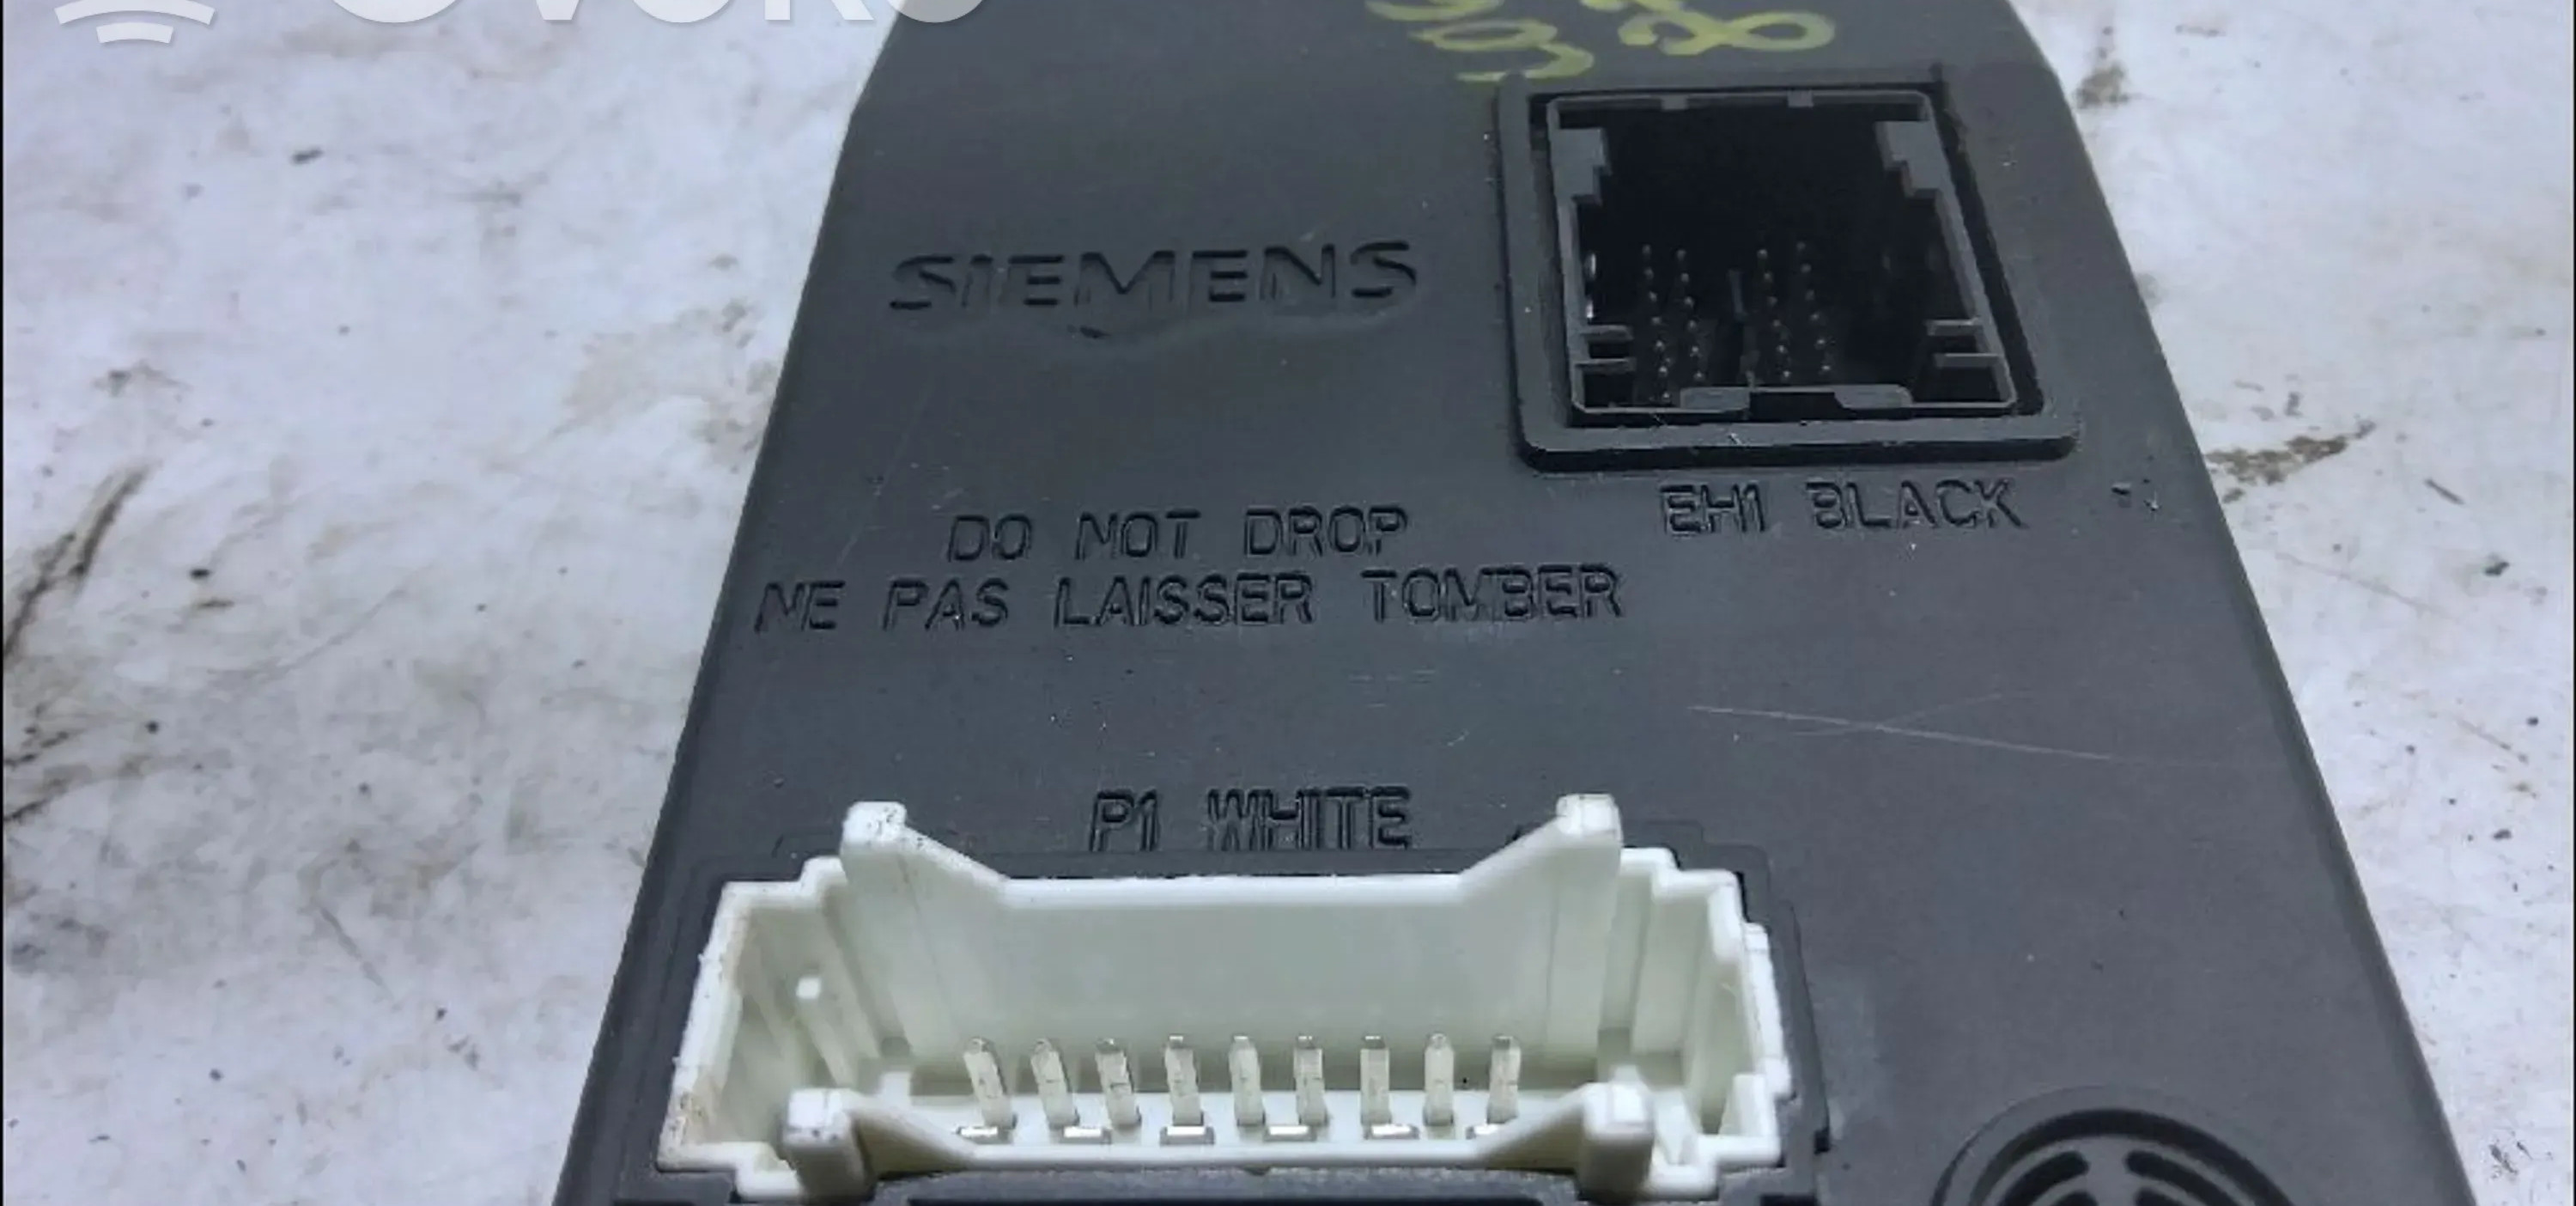 SIEMENS
EH1 BLACK
DO NOT DROP
NE PAS LAISSER TOMBER
P1 WHITE